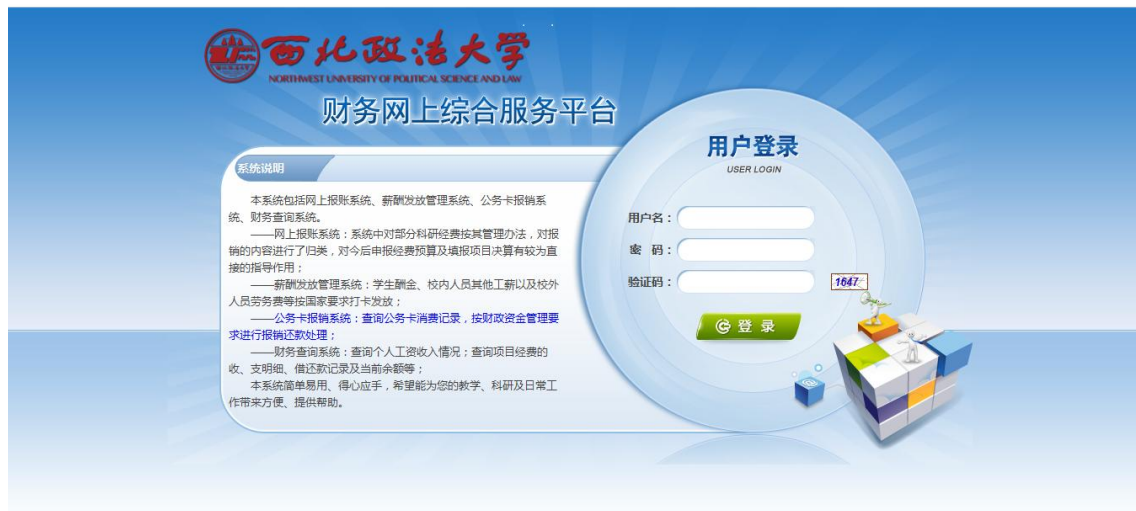 西北政法大学
NORTHWEST UNIVERSITY OF POLITICAL SCIENCE AND LAW
财务网上综合服务平台
系统说明
本系统包括网上报账系统、薪酬发放管理系统、公务卡报销系
统、财务查询系统。
——网上报账系统：系统中对部分科研经费按其管理办法，对报
销的内容进行了归类，对今后申报经费预算及填报项目决算有较为直
接的指导作用；
——薪酬发放管理系统：学生酬金、校内人员其他工薪以及校外
人员劳务费等按国家要求打卡发放；
——公务卡报销系统：查询公务卡消费记录，按财政资金管理要
求进行报销还款处理；
——财务查询系统：查询个人工资收入情况；查询项目经费的
收、支明细、借还款记录及当前余额等；
本系统简单易用、得心应手，希望能为您的教学、科研及日常工
作带来方便、提供帮助。
用户登录
USER LOGIN
用户名：
密 码：
验证码：
1647
登 录